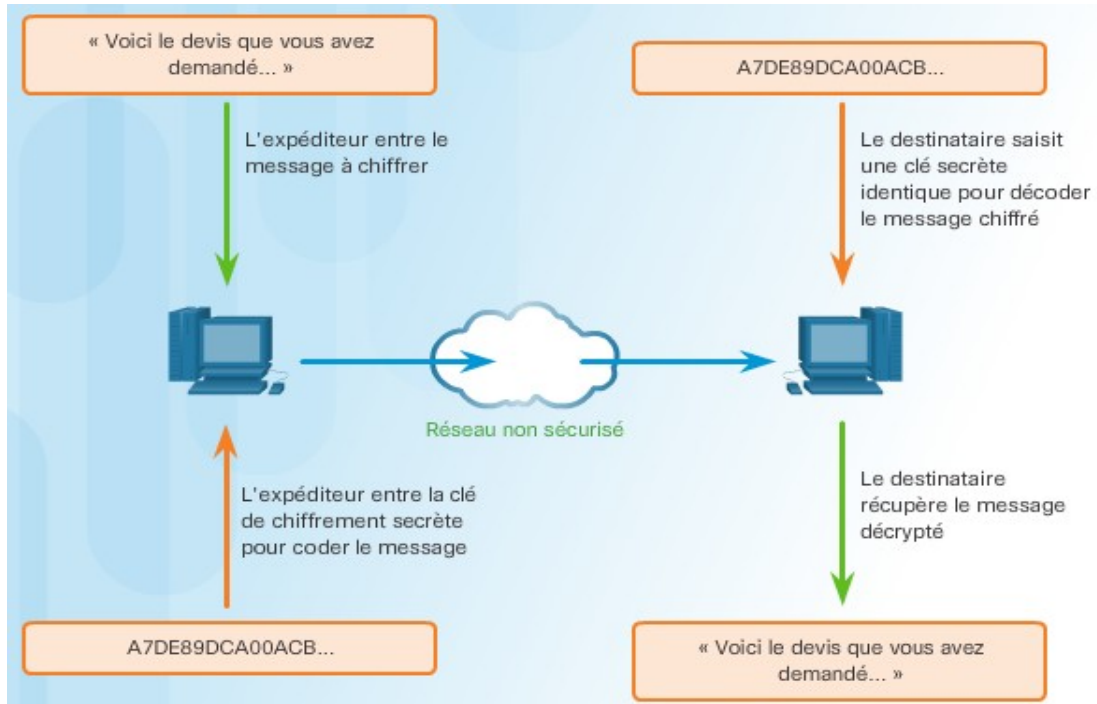 « Voici le devis que vous avez
demandé... »
L'expéditeur entre le
message à chiffrer
A7DE89DCA00ACB...
Le destinataire saisit
une clé secrète
identique pour décoder
le message chiffré
Réseau non sécurisé
L'expéditeur entre la clé
de chiffrement secrète
pour coder le message
A7DE89DCA00ACB...
Le destinataire
récupère le message
décrypté
« Voici le devis que vous avez
demandé... »